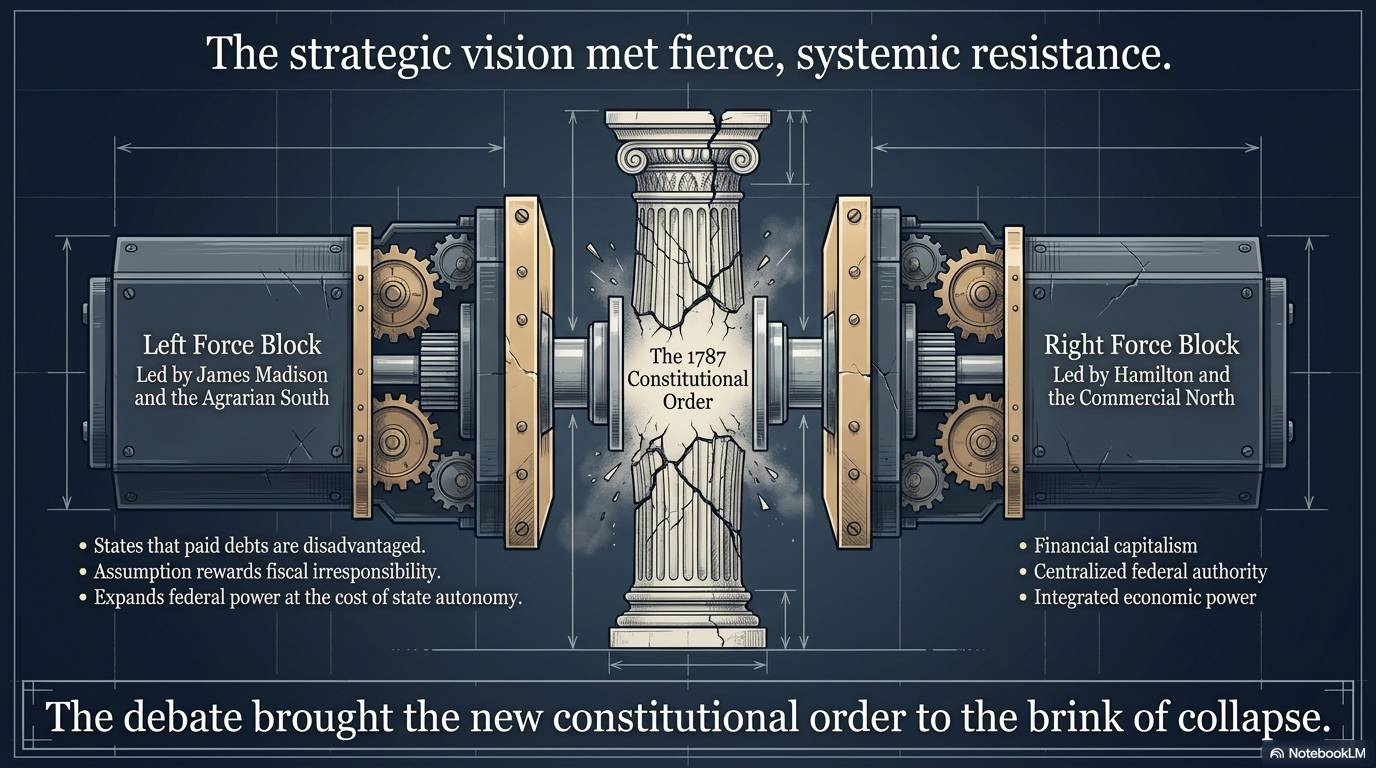 The strategic vision met fierce, systemic resistance.
Left Force Block
Led by James Madison
and the Agrarian South
The 1787
Constitutional
Order
Right Force Block
Led by Hamilton and
the Commercial North
• States that paid debts are disadvantaged.
• Assumption rewards fiscal irresponsibility.
• Expands federal power at the cost of state autonomy.
• Financial capitalism
• Centralized federal authority
• Integrated economic power
The debate brought the new constitutional order to the brink of collapse.
NotebookLM